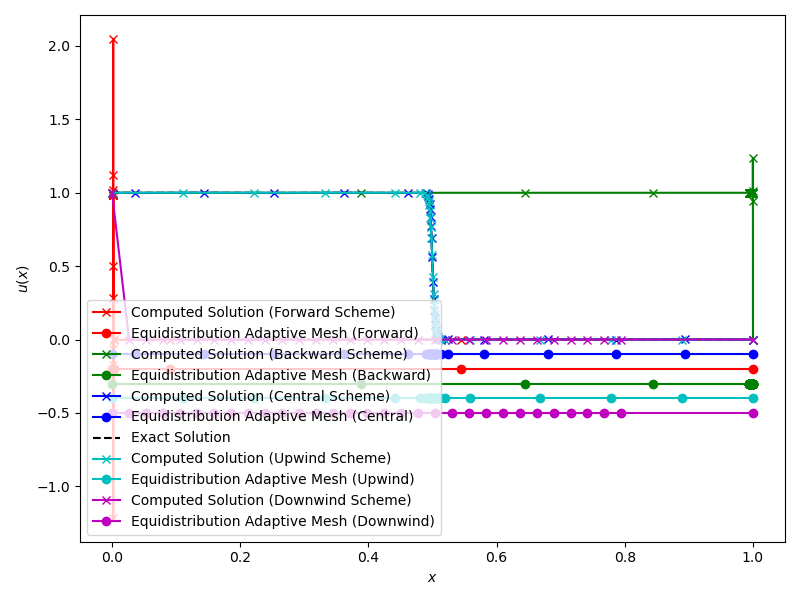 2.0
1.5
1.0
0.5
0.0
−0.5
−1.0
u(x)
Computed Solution (Forward Scheme)
Equidistribution Adaptive Mesh (Forward)
Computed Solution (Backward Scheme)
Equidistribution Adaptive Mesh (Backward)
Computed Solution (Central Scheme)
Equidistribution Adaptive Mesh (Central)
Exact Solution
Computed Solution (Upwind Scheme)
Equidistribution Adaptive Mesh (Upwind)
Computed Solution (Downwind Scheme)
Equidistribution Adaptive Mesh (Downwind)
0.0 0.2 0.4 0.6 0.8 1.0
x